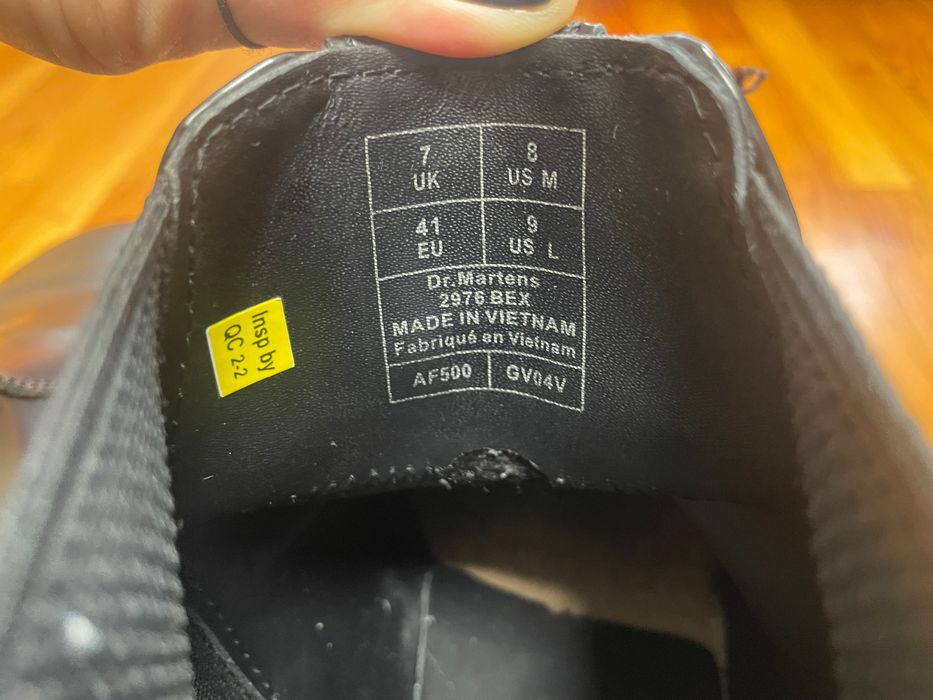 7
UK
8
US M
41
EU
9
US L
Dr.Martens
2976 BEX
MADE IN VIETNAM
Fabriqué en Vietnam
AF500
GV04V
Insp by
QC 2-2